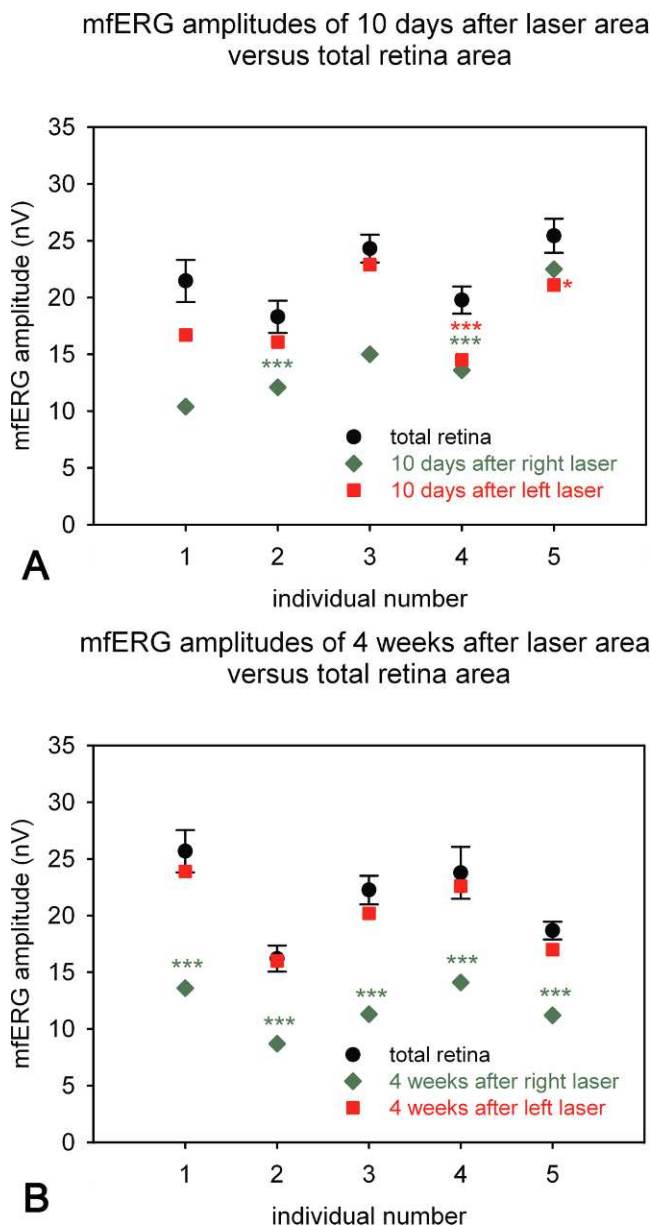 mfERG amplitudes of 10 days after laser area
versus total retina area
35
30
25
20
15
10
5
0
mfERG amplitude (nV)
***
***
***
*
total retina
10 days after right laser
10 days after left laser
1 2 3 4 5
individual number
A
mfERG amplitudes of 4 weeks after laser area
versus total retina area
35
30
25
20
15
10
5
0
mfERG amplitude (nV)
*** *** *** *** ***
total retina
4 weeks after right laser
4 weeks after left laser
1 2 3 4 5
individual number
B